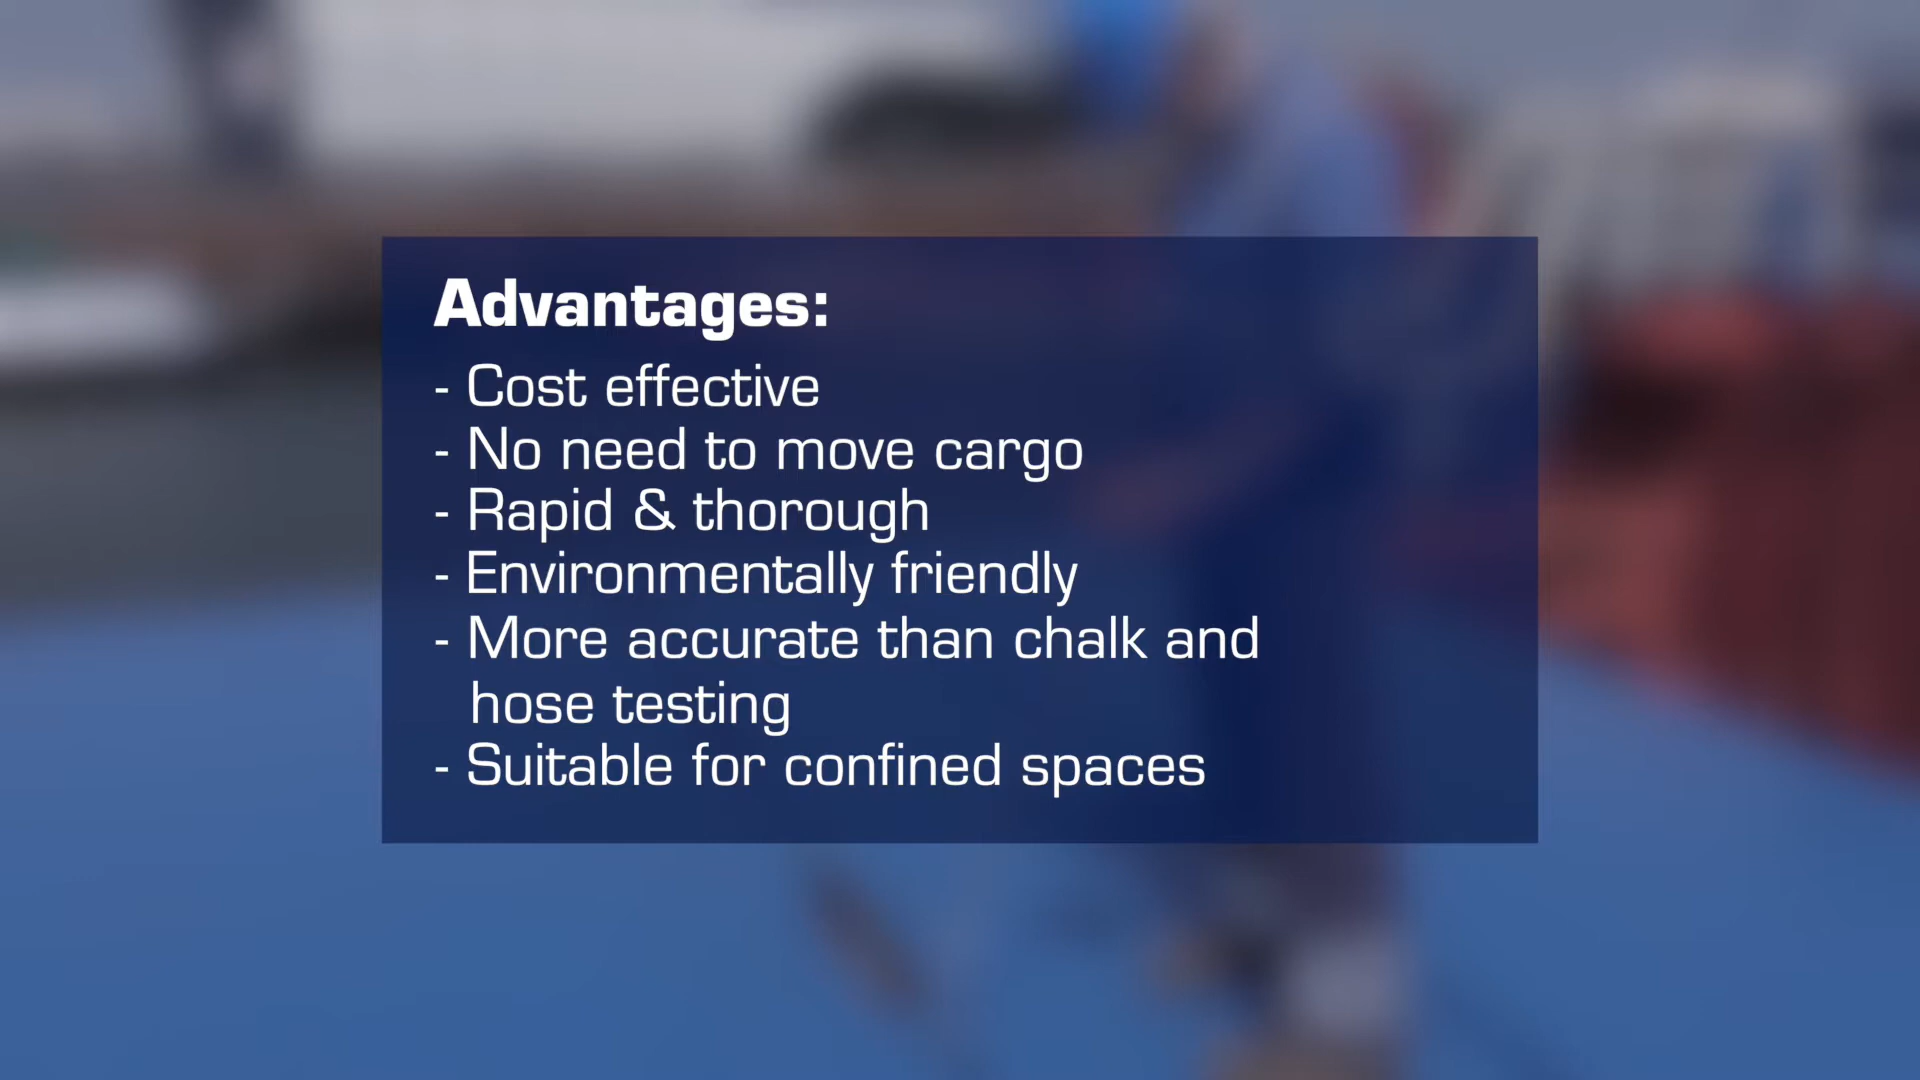 Advantages:
- Cost effective
- No need to move cargo
- Rapid & thorough
- Environmentally friendly
- More accurate than chalk and
hose testing
- Suitable for confined spaces